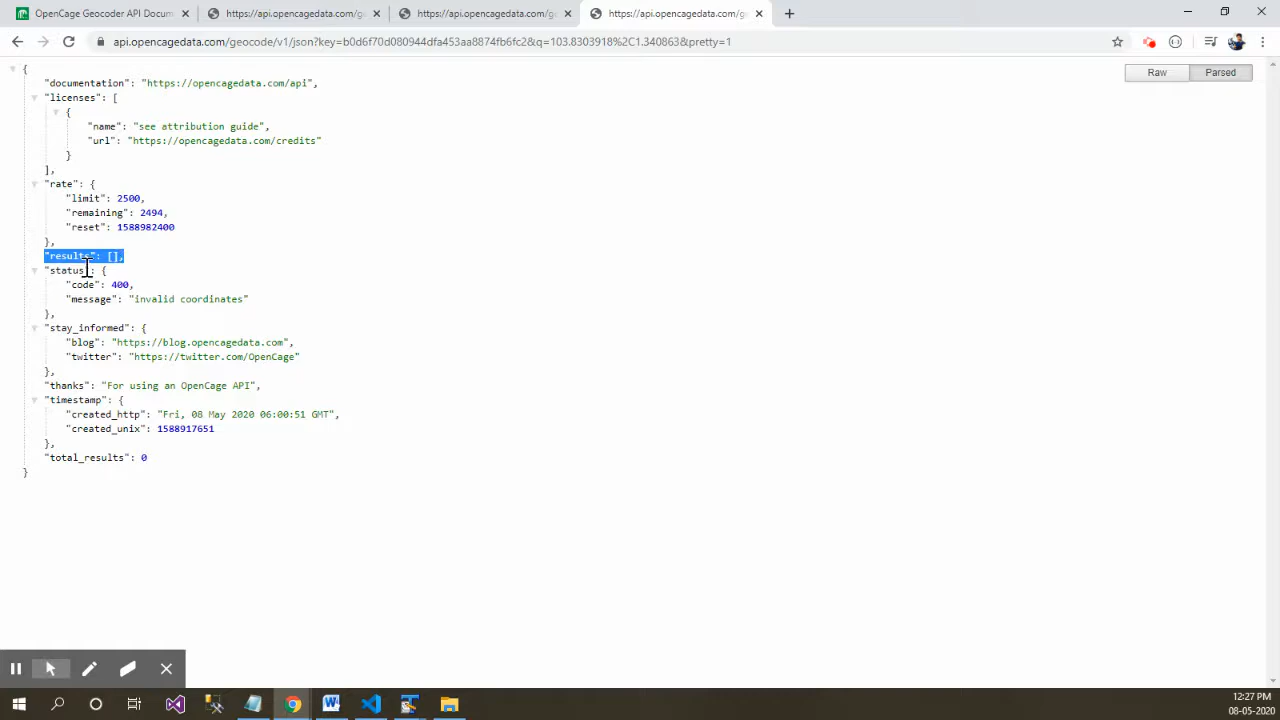 OpenCage Geocoder API Docum
https://api.opencagedata.com/ge
https://api.opencagedata.com/ge
https://api.opencagedata.com/ge
api.opencagedata.com/geocode/v1/json?key=b0d6f70d080944dfa453aa8874fb6fc2&q=103.8303918%2C1.340863&pretty=1
Raw
Parsed
{
"documentation": "https://opencagedata.com/api",
"licenses": [
{
"name": "see attribution guide",
"url": "https://opencagedata.com/credits"
}
],
"rate": {
"limit": 2500,
"remaining": 2494,
"reset": 1588982400
},
"results": [],
"status": {
"code": 400,
"message": "invalid coordinates"
},
"stay_informed": {
"blog": "https://blog.opencagedata.com",
"twitter": "https://twitter.com/OpenCage"
},
"thanks": "For using an OpenCage API",
"timestamp": {
"created_http": "Fri, 08 May 2020 06:00:51 GMT",
"created_unix": 1588917651
},
"total_results": 0
}
12:27 PM
08-05-2020